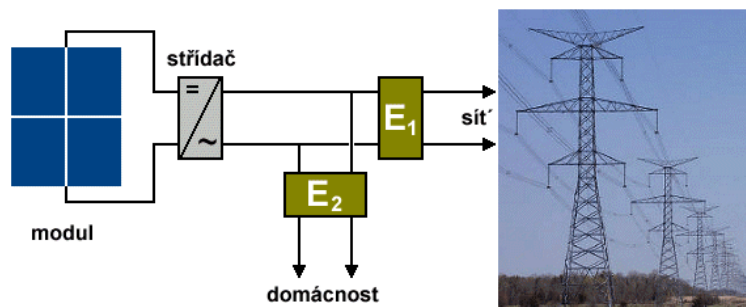 střídač
=
~
E1
síť
E2
modul
domácnost